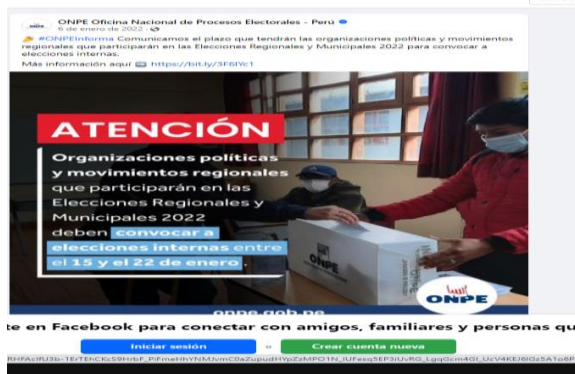 ONPE Oficina Nacional de Procesos Electorales - Perú
6 de enero de 2022
#ONPEInforma Comunicamos el plazo que tendrán las organizaciones políticas y movimientos
regionales que participarán en las Elecciones Regionales y Municipales 2022 para convocar a
elecciones internas.
Más información aquí https://bit.ly/3F6lYc1
ATENCIÓN
Organizaciones políticas
y movimientos regionales
que participarán en las
Elecciones Regionales y
Municipales 2022
deben convocar a
elecciones internas entre
el 15 y el 22 de enero.
ONPE
ONPE
onpe.gob.pe
te en Facebook para conectar con amigos, familiares y personas qu
Iniciar sesión o Crear cuenta nueva